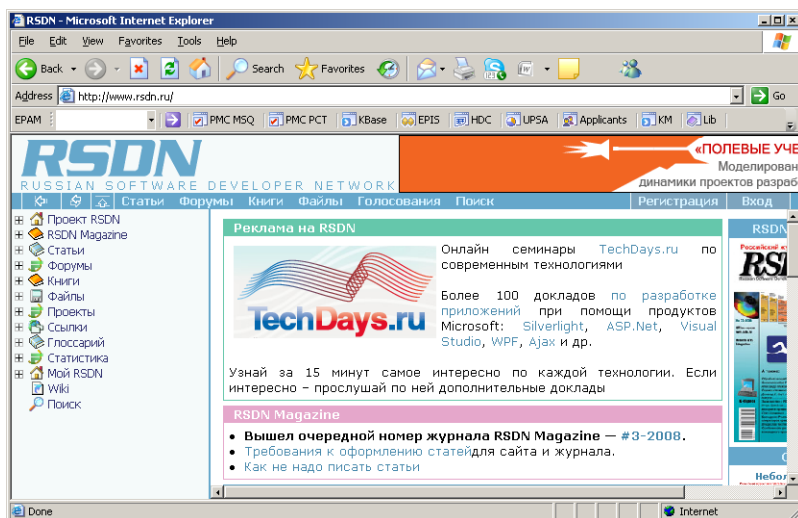 RSDN - Microsoft Internet Explorer
File Edit View Favorites Tools Help
Back Search Favorites
Address http://www.rsdn.ru/ Go
EPAM PMC MSQ PMC PCT KBase EPIS HDC UPSA Applicants KM Lib
RSDN
RUSSIAN SOFTWARE DEVELOPER NETWORK
«ПОЛЕВЫЕ УЧЕ
Моделирован
динамики проектов разраб
Статьи Форумы Книги Файлы Голосования Поиск Регистрация Вход
Проект RSDN
RSDN Magazine
Статьи
Форумы
Книги
Файлы
Проекты
Ссылки
Глоссарий
Статистика
Мой RSDN
Wiki
Поиск
Реклама на RSDN
TechDays.ru
Онлайн семинары TechDays.ru по
современным технологиями
Более 100 докладов по разработке
приложений при помощи продуктов
Microsoft: Silverlight, ASP.Net, Visual
Studio, WPF, Ajax и др.
Узнай за 15 минут самое интересно по каждой технологии. Если
интересно – прослушай по ней дополнительные доклады
RSDN Magazine
• Вышел очередной номер журнала RSDN Magazine — #3-2008.
• Требования к оформлению статейдля сайта и журнала.
• Как не надо писать статьи
RSDN
RSD
С
Небол
Done Internet